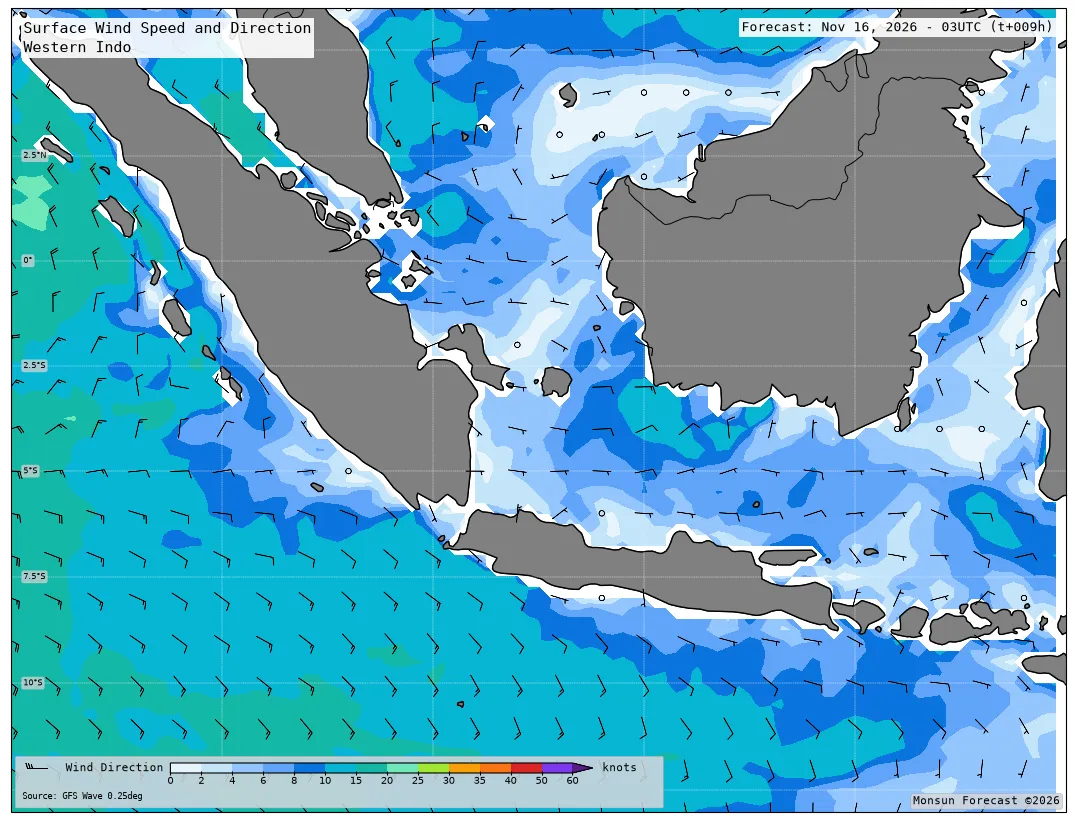 Surface Wind Speed and Direction
Western Indo
Forecast: Nov 16, 2026 - 03UTC (t+009h)
2.5°N
0°
2.5°S
5°S
7.5°S
10°S
Wind Direction
0 2 4 6 8 10 15 20 25 30 35 40 50 60
knots
Source: GFS Wave 0.25deg
Monsun Forecast ©2026